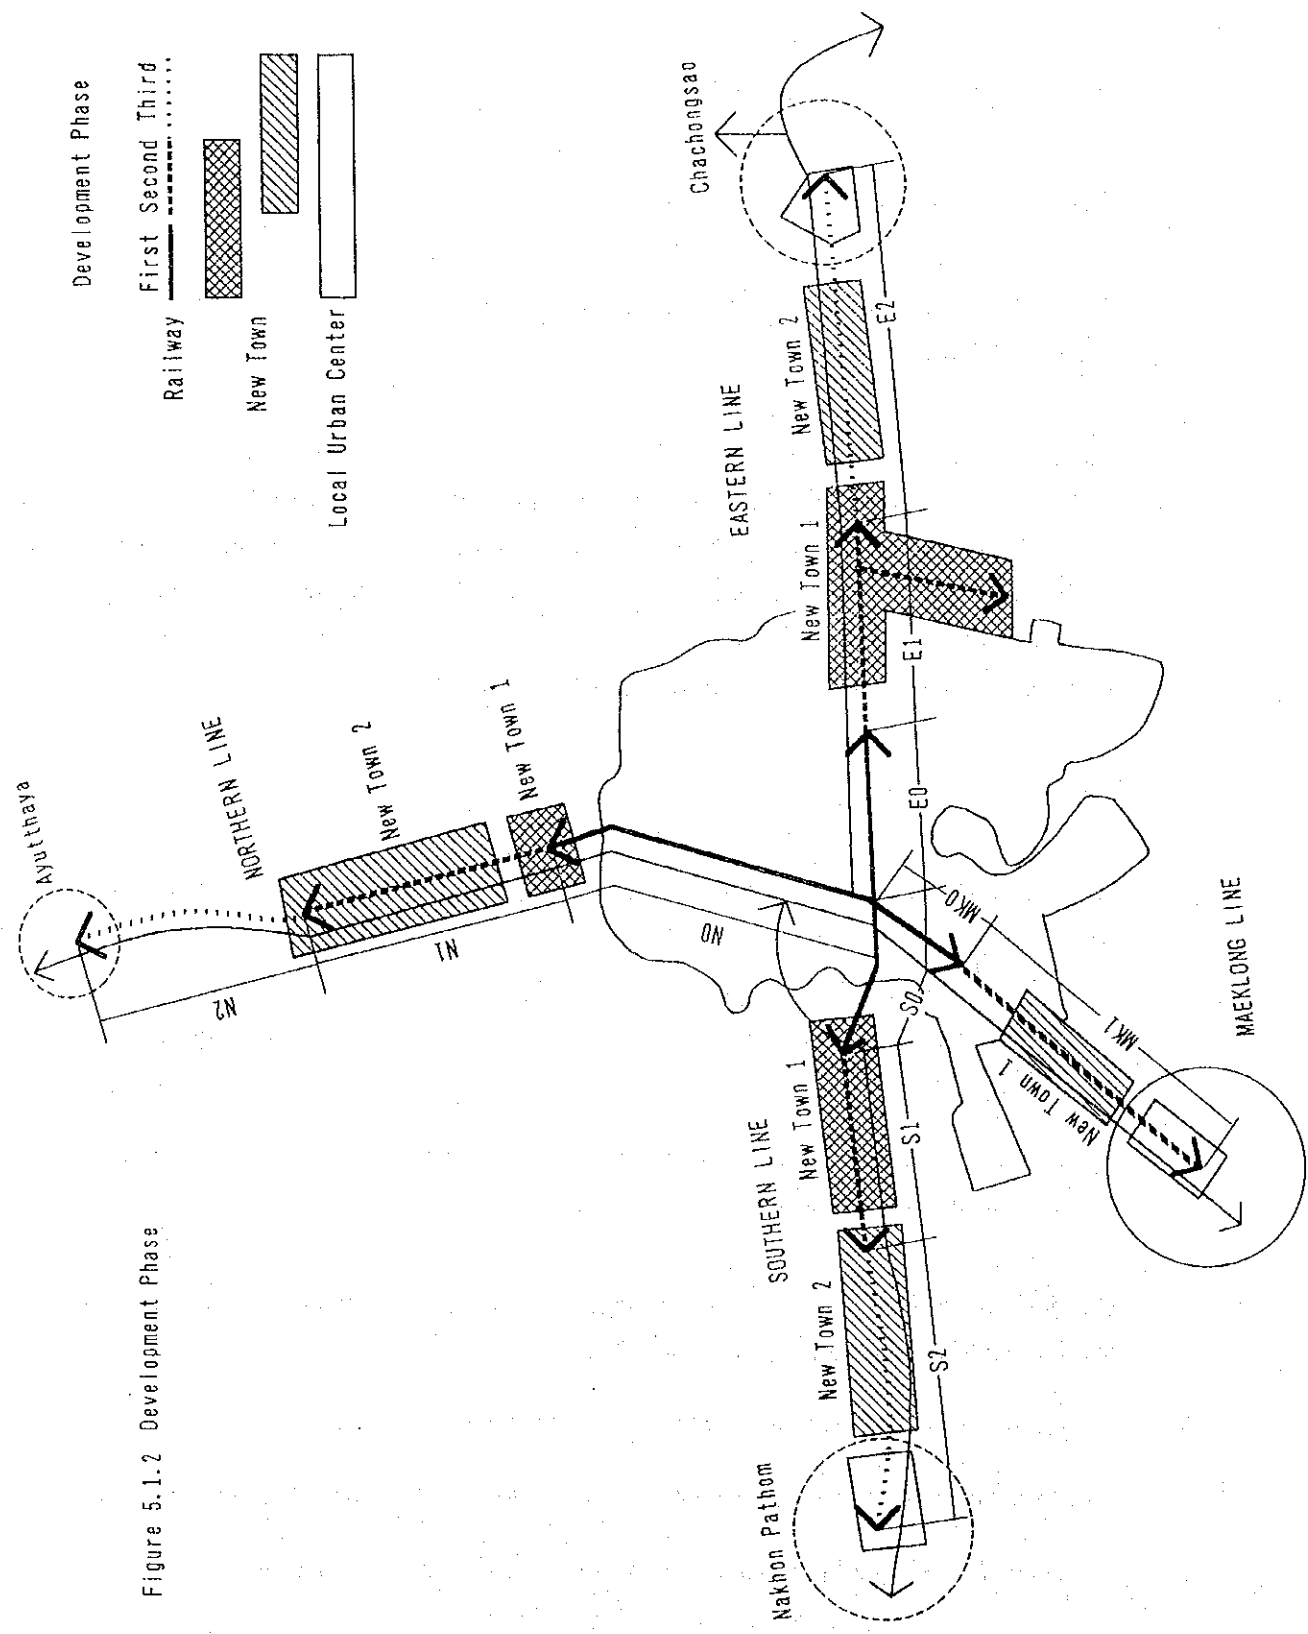 Figure 5.1.2 Development Phase
Development Phase
First Second Third
Railway
New Town
Local Urban Center
Ayutthaya
NORTHERN LINE
New Town 2
New Town 1
N2
N1
N0
EASTERN LINE
Chachongsao
New Town 1
New Town 2
E0
E1
E2
SOUTHERN LINE
Nakhon Pathom
New Town 2
New Town 1
S2
S1
S0
MAEKLONG LINE
New Town 1
MK0
MK1